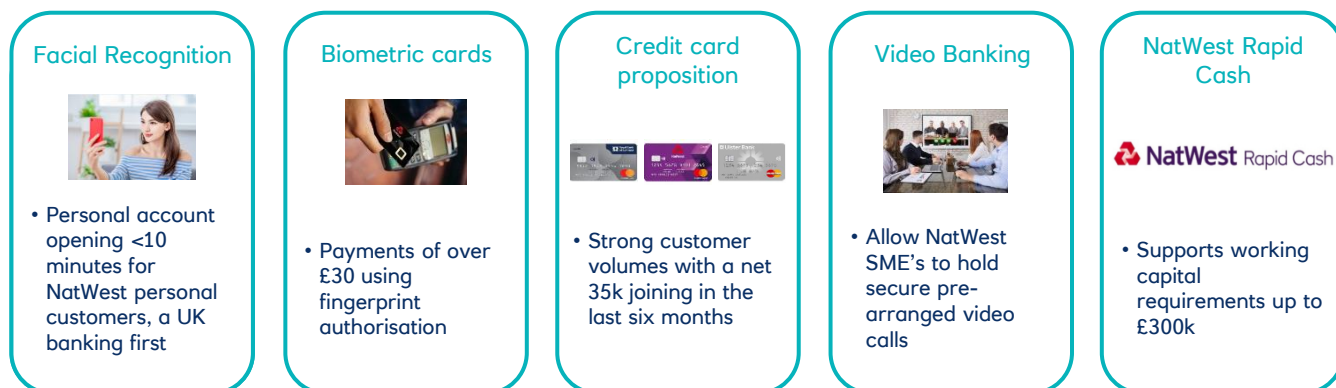 Facial Recognition
• Personal account
opening <10
minutes for
NatWest personal
customers, a UK
banking first
Biometric cards
• Payments of over
£30 using
fingerprint
authorisation
Credit card
proposition
• Strong customer
volumes with a net
35k joining in the
last six months
Video Banking
• Allow NatWest
SME's to hold
secure pre-
arranged video
calls
NatWest Rapid
Cash
NatWest Rapid Cash
• Supports working
capital
requirements up to
£300k